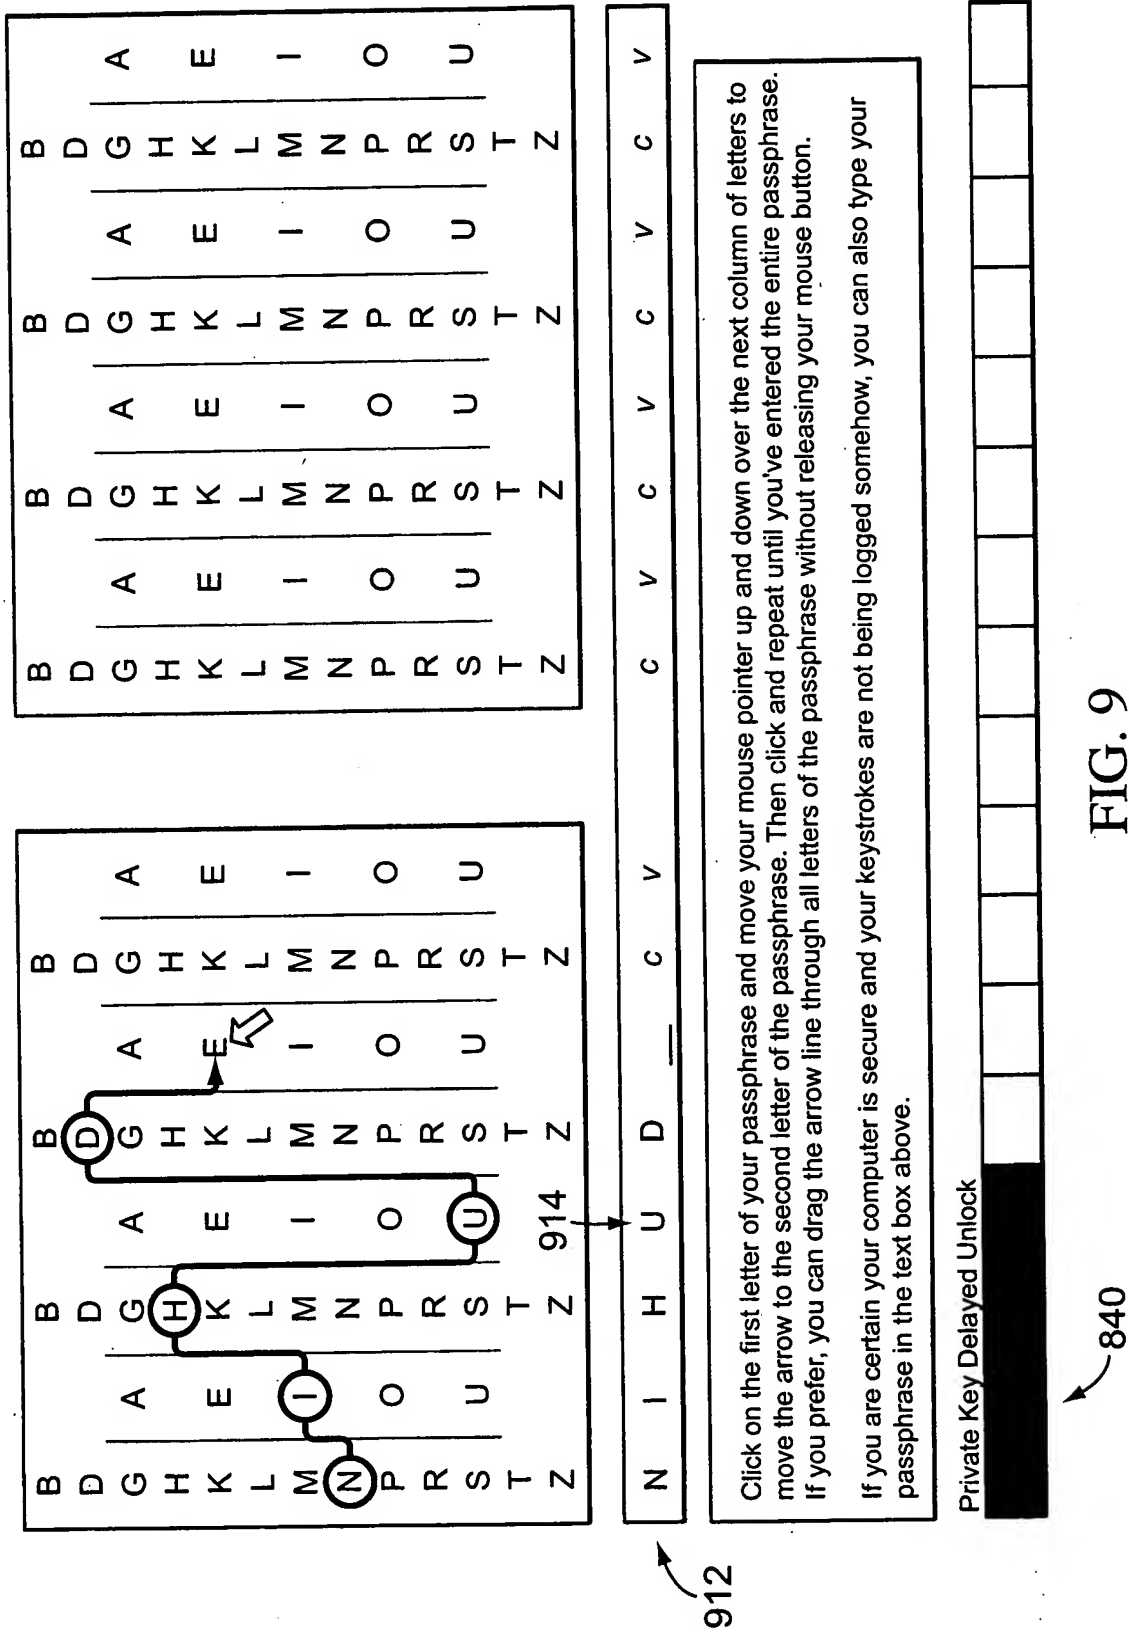 B B B B B B B B
D D D D D D D D
G A G A G A G A G A G A G A G A
H H H H H H H H
K E K E K E K E K E K E K E K E
L L L L L L L L
M I M I M I M I M I M I M I M I
N N N N N N N N
P O P O P O P O P O P O P O P O
R R R R R R R R
S U S U S U S U S U S U S U S U
T T T T T T T T
Z Z Z Z Z Z Z Z
914
N I H U D _ c v c v c v c v c v
912
Click on the first letter of your passphrase and move your mouse pointer up and down over the next column of letters to
move the arrow to the second letter of the passphrase. Then click and repeat until you've entered the entire passphrase.
If you prefer, you can drag the arrow line through all letters of the passphrase without releasing your mouse button.
If you are certain your computer is secure and your keystrokes are not being logged somehow, you can also type your
passphrase in the text box above.
Private Key Delayed Unlock
840
FIG. 9